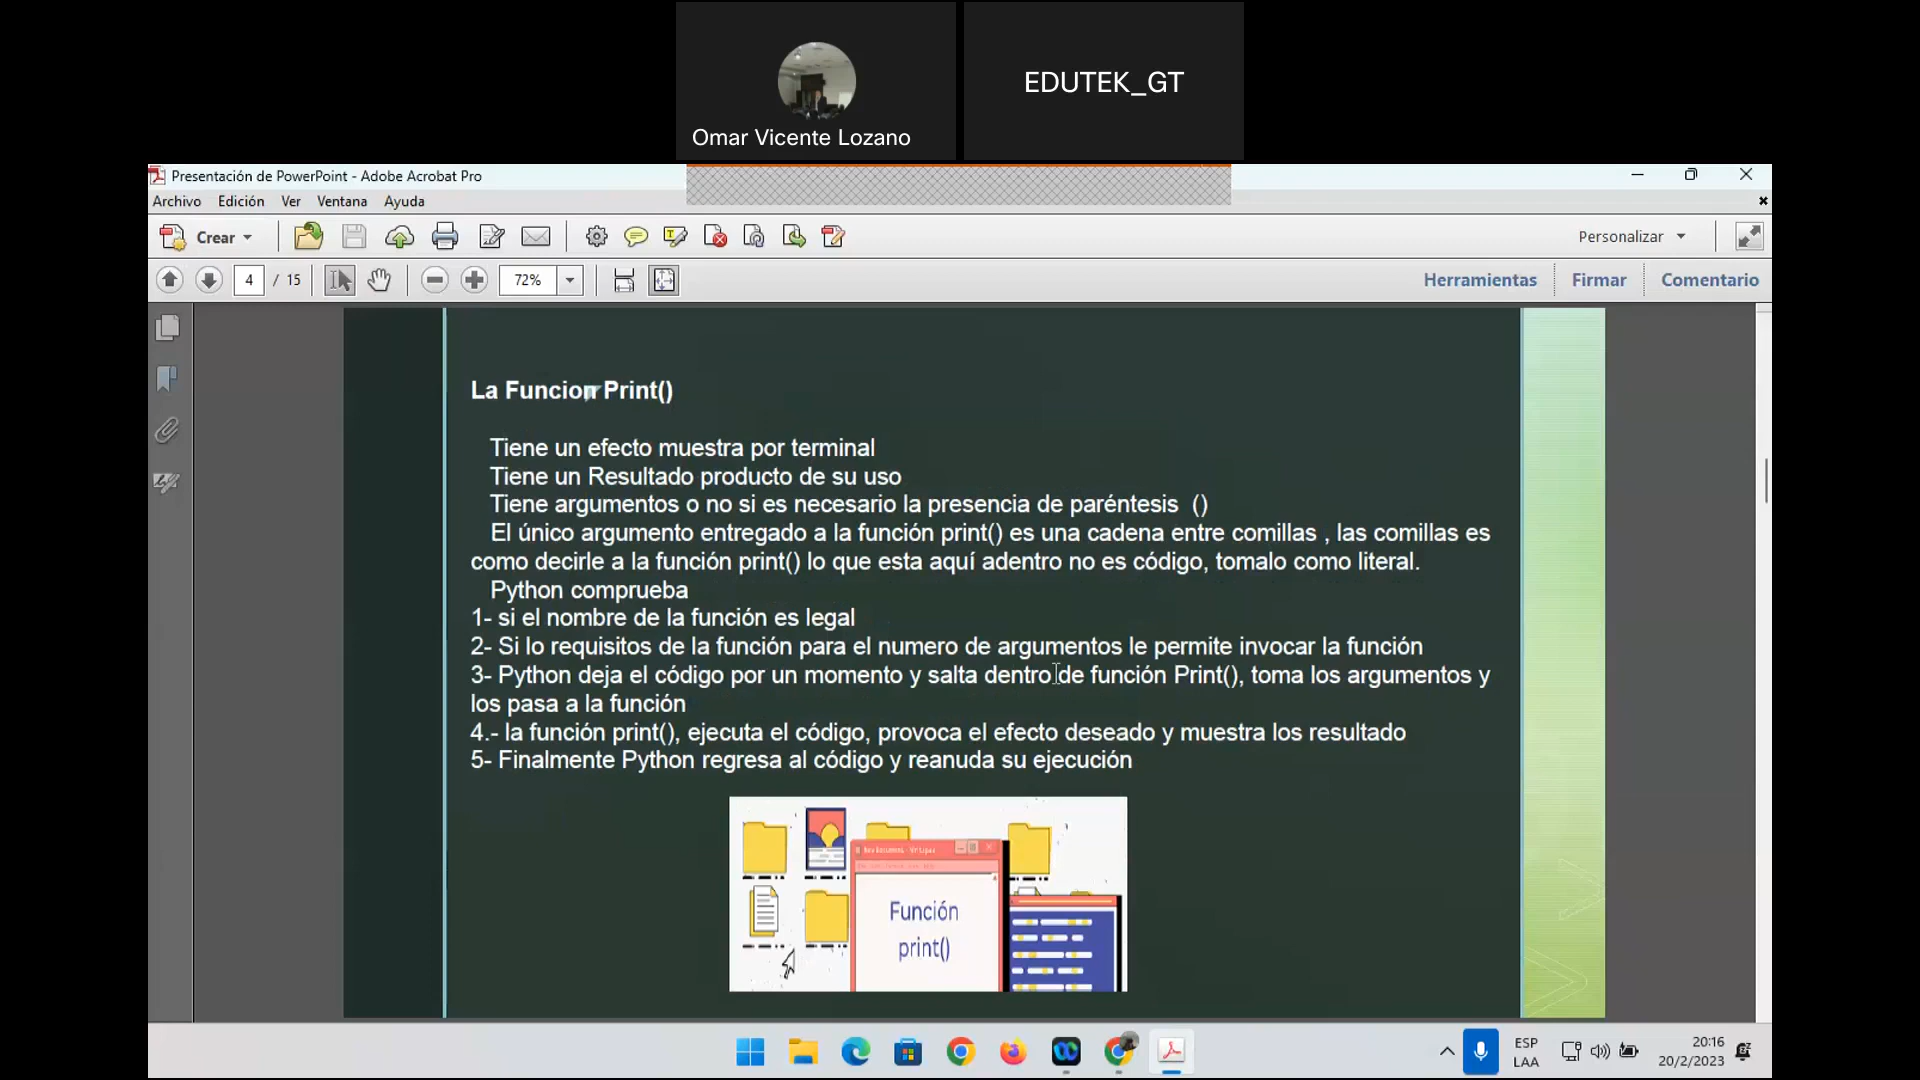 Omar Vicente Lozano
EDUTEK_GT
Presentación de PowerPoint - Adobe Acrobat Pro
Archivo Edición Ver Ventana Ayuda
Crear
Personalizar
4 / 15
72%
Herramientas Firmar Comentario
La Funcion Print()
Tiene un efecto muestra por terminal
Tiene un Resultado producto de su uso
Tiene argumentos o no si es necesario la presencia de paréntesis ()
El único argumento entregado a la función print() es una cadena entre comillas , las comillas es
como decirle a la función print() lo que esta aquí adentro no es código, tomalo como literal.
Python comprueba
1- si el nombre de la función es legal
2- Si lo requisitos de la función para el numero de argumentos le permite invocar la función
3- Python deja el código por un momento y salta dentro de función Print(), toma los argumentos y
los pasa a la función
4.- la función print(), ejecuta el código, provoca el efecto deseado y muestra los resultado
5- Finalmente Python regresa al código y reanuda su ejecución
Función
print()
ESP
LAA
20:16
20/2/2023